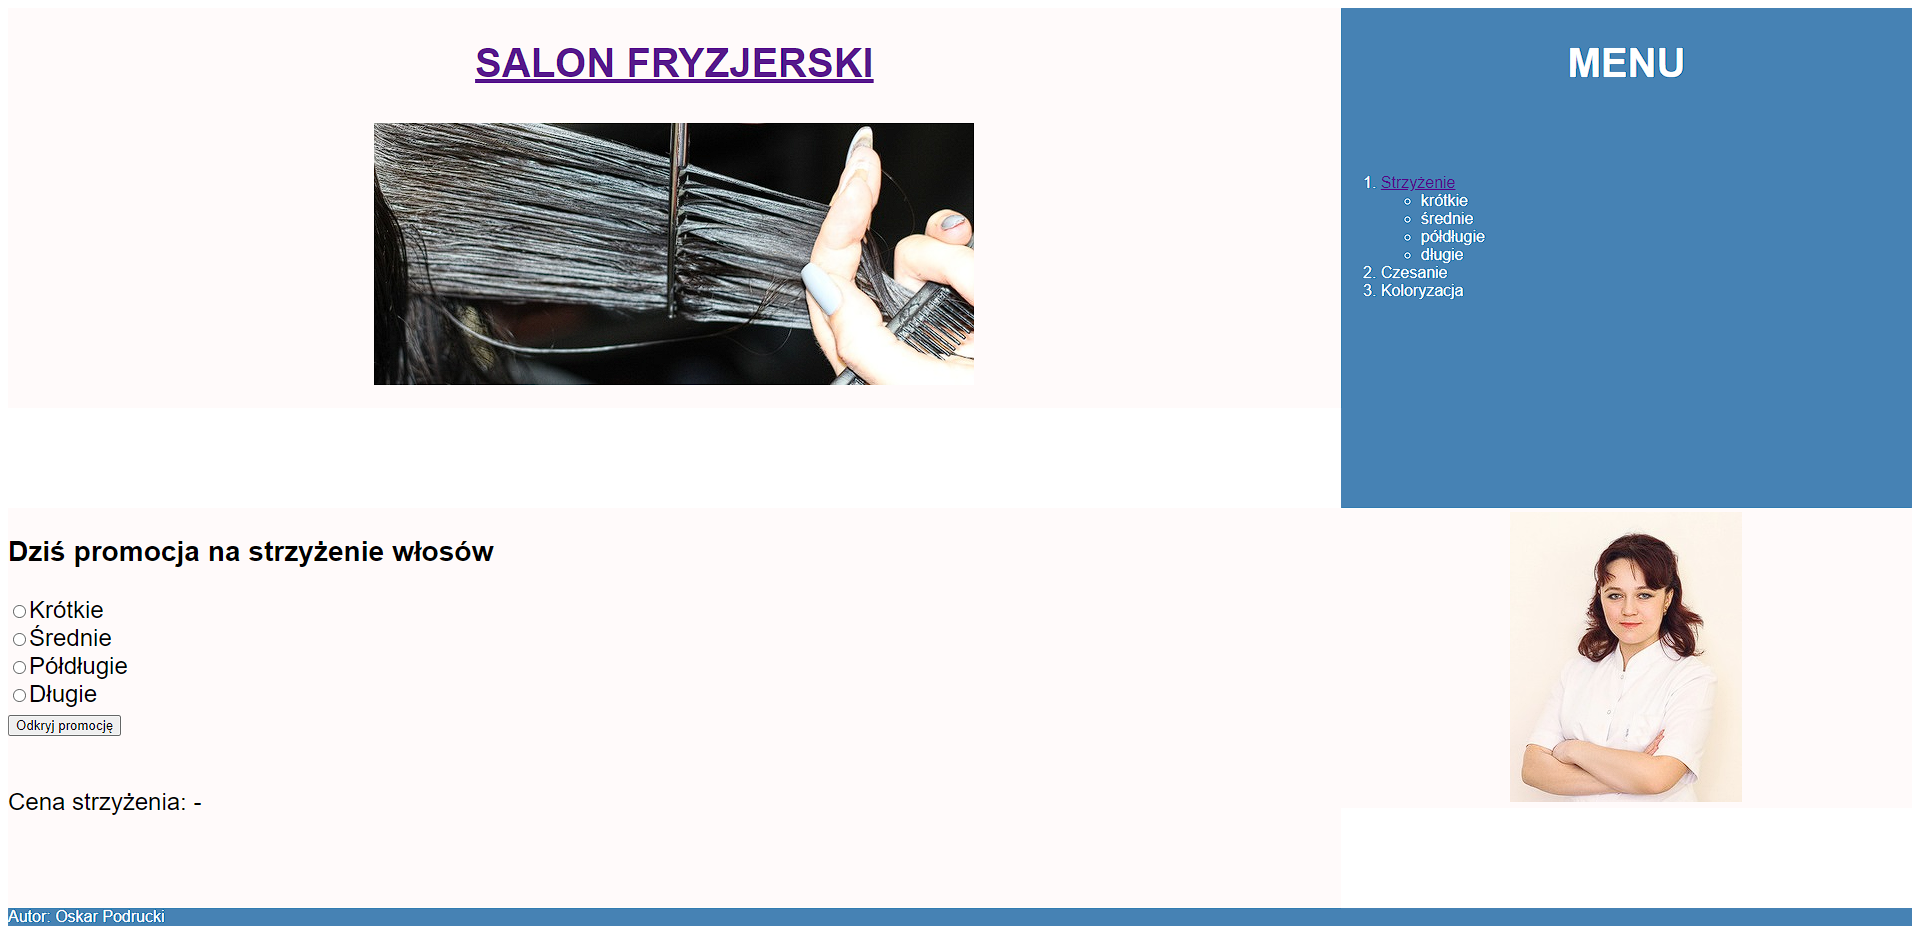 SALON FRYZJERSKI
MENU
1. Strzyżenie
krótkie
średnie
półdługie
długie
2. Czesanie
3. Koloryzacja
Dziś promocja na strzyżenie włosów
Krótkie
Średnie
Półdługie
Długie
Odkryj promocję
Cena strzyżenia: -
Autor: Oskar Podrucki